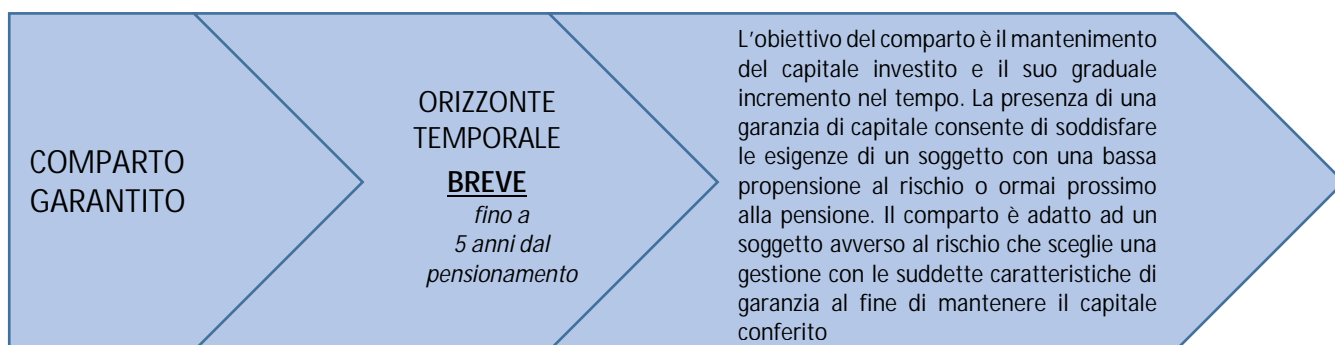 COMPARTO
GARANTITO
ORIZZONTE
TEMPORALE
BREVE
fino a
5 anni dal
pensionamento
L'obiettivo del comparto è il mantenimento
del capitale investito e il suo graduale
incremento nel tempo. La presenza di una
garanzia di capitale consente di soddisfare
le esigenze di un soggetto con una bassa
propensione al rischio o ormai prossimo
alla pensione. Il comparto è adatto ad un
soggetto avverso al rischio che sceglie una
gestione con le suddette caratteristiche di
garanzia al fine di mantenere il capitale
conferito